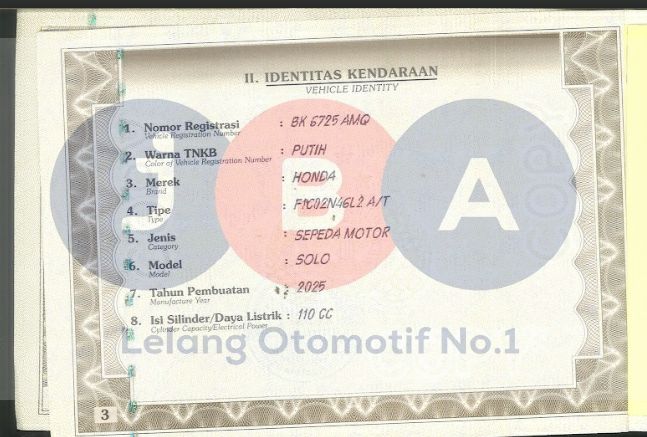 II. IDENTITAS KENDARAAN
VEHICLE IDENTITY
1. Nomor Registrasi : BK 6725 AMQ
Vehicle Registration Number
2. Warna TNKB : PUTIH
Color of Vehicle Registration Number
3. Merek : HONDA
Brand
4. Tipe : F1C02N46L2 A/T
Type
5. Jenis : SEPEDA MOTOR
Category
6. Model : SOLO
Model
7. Tahun Pembuatan : 2025
Manufacture Year
8. Isi Silinder/Daya Listrik : 110 CC
Cylinder Capacity/Electrical Power
J B A
Lelang Otomotif No.1
3